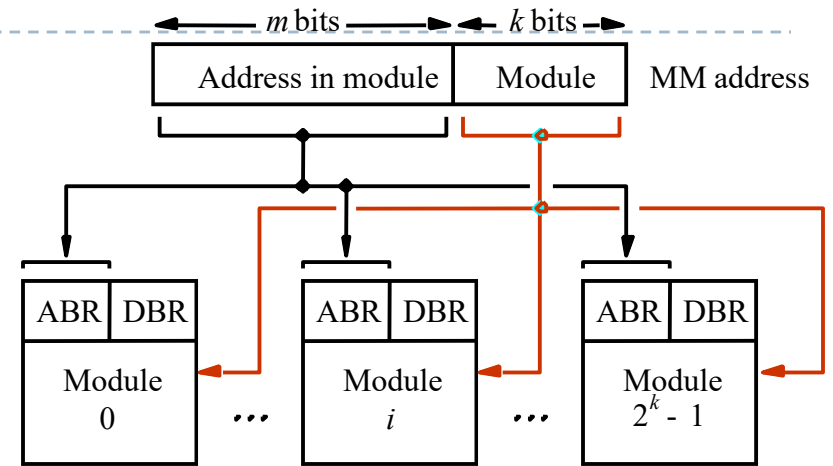 m bits k bits
Address in module Module MM address
ABR DBR ABR DBR ABR DBR
Module Module Module
0 ... i ... 2^k - 1